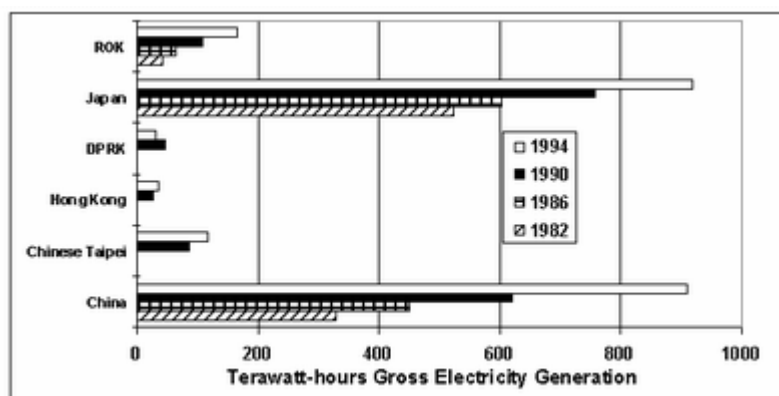 ROK
Japan
DPRK
Hong Kong
Chinese Taipei
China
1994
1990
1986
1982
0 200 400 600 800 1000
Terawatt-hours Gross Electricity Generation